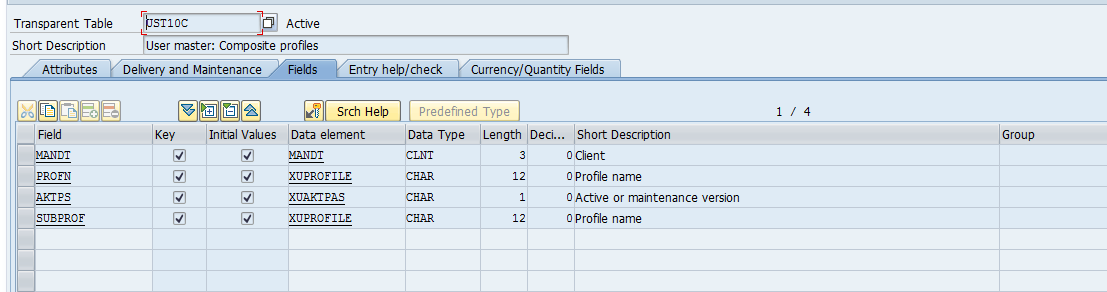 Transparent Table UST10C Active
Short Description User master: Composite profiles
Attributes Delivery and Maintenance Fields Entry help/check Currency/Quantity Fields
Srch Help Predefined Type 1 / 4
Field Key Initial Values Data element Data Type Length Deci... Short Description Group
MANDT MANDT CLNT 3 0 Client
PROFN XUPROFILE CHAR 12 0 Profile name
AKTPS XUAKTPAS CHAR 1 0 Active or maintenance version
SUBPROF XUPROFILE CHAR 12 0 Profile name